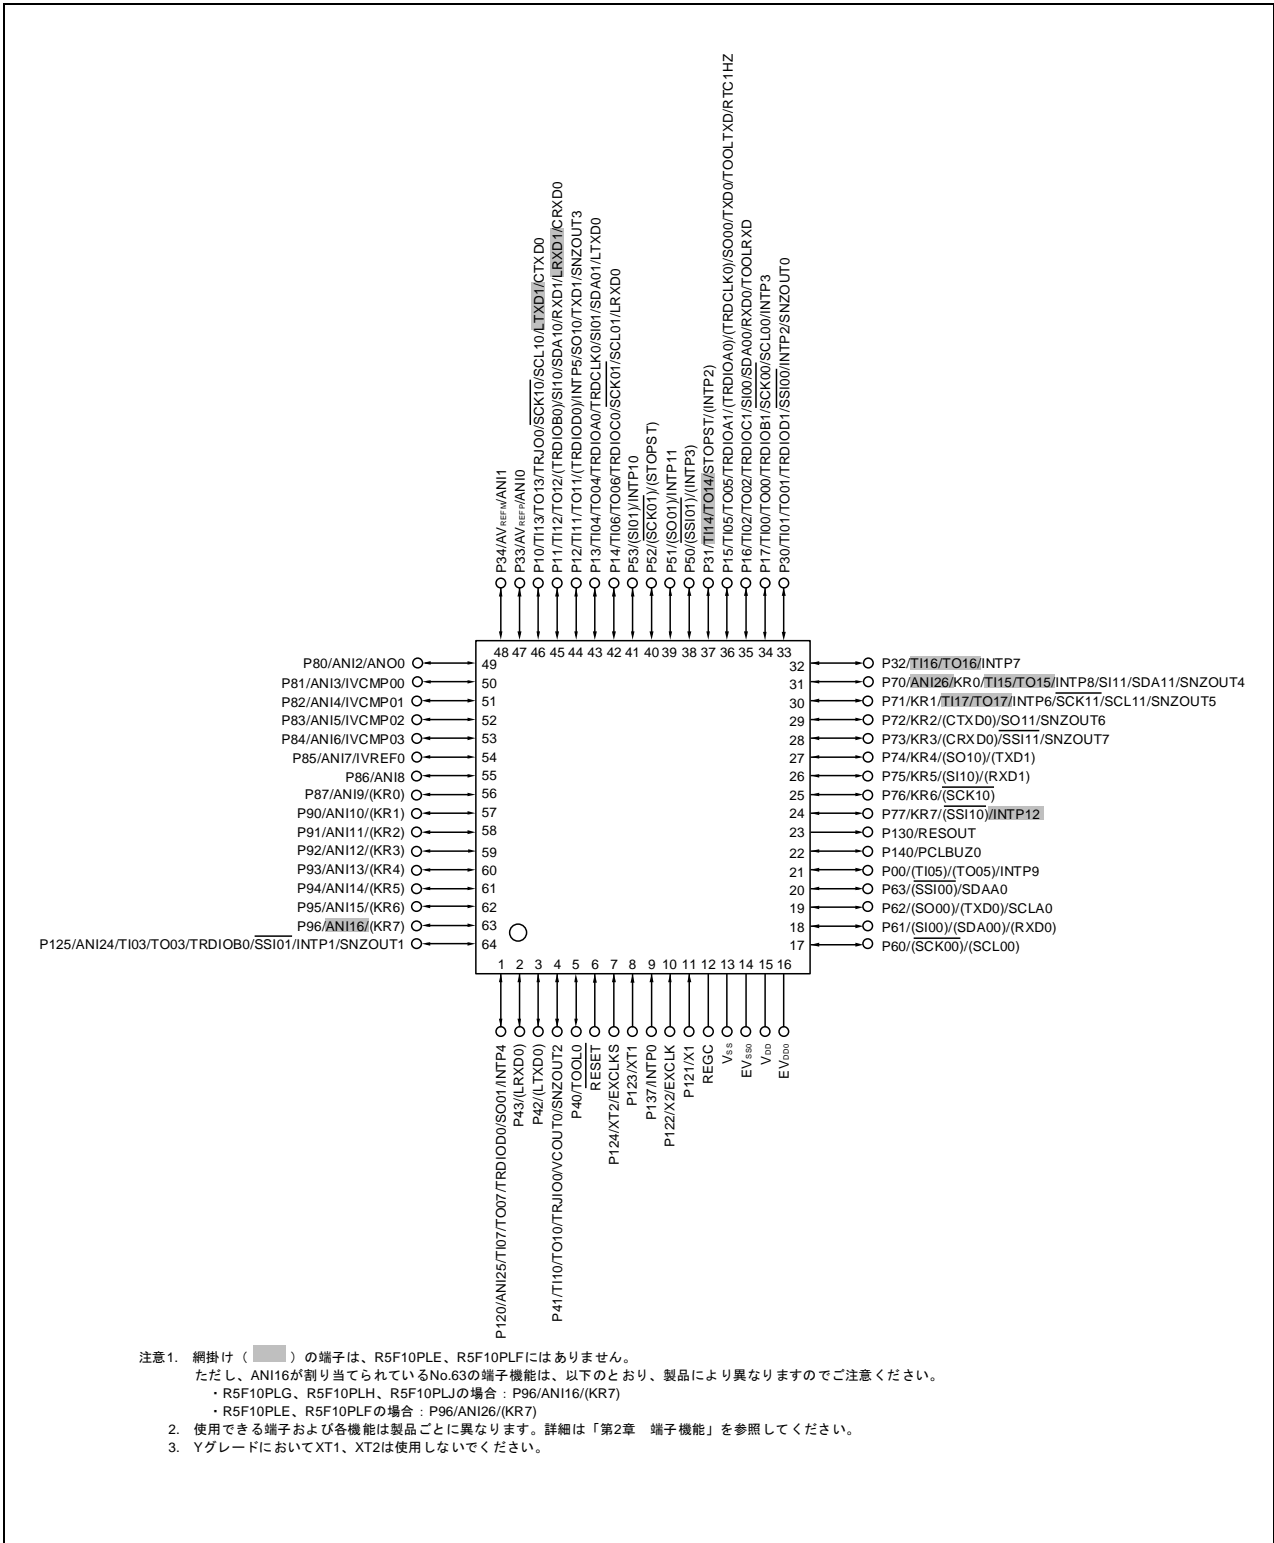 P34/AVREFM/ANI1
P33/AVREFP/ANI0
P10/TI13/TO13/TRJO0/SCK10/SCL10/LTXD1/CTXD0
P11/TI12/TO12/(TRDIOB0)/SI10/SDA10/RXD1/LRXD1/CRXD0
P12/TI11/TO11/(TRDIOD0)/INTP5/SO10/TXD1/SNZOUT3
P13/TI04/TO04/TRDIOA0/TRDCLK0/SI01/SDA01/LTXD0
P14/TI06/TO06/TRDIOC0/SCK01/SCL01/LRXD0
P53/(SI01)/INTP10
P52/(SCK01)/(STOPST)
P51/(SO01)/INTP11
P50/(SSI01)/(INTP3)
P31/TI14/TO14/STOPST/(INTP2)
P15/TI05/TO05/TRDIOA1/(TRDIOA0)/(TRDCLK0)/SO00/TXD0/TOOLTXD/RTC1HZ
P16/TI02/TO02/TRDIOC1/SI00/SDA00/RXD0/TOOLRXD
P17/TI00/TO00/TRDIOB1/SCK00/SCL00/INTP3
P30/TI01/TO01/TRDIOD1/SSI00/INTP2/SNZOUT0
48 47 46 45 44 43 42 41 40 39 38 37 36 35 34 33
P80/ANI2/ANO0 49
P81/ANI3/IVCMP00 50
P82/ANI4/IVCMP01 51
P83/ANI5/IVCMP02 52
P84/ANI6/IVCMP03 53
P85/ANI7/IVREF0 54
P86/ANI8 55
P87/ANI9/(KR0) 56
P90/ANI10/(KR1) 57
P91/ANI11/(KR2) 58
P92/ANI12/(KR3) 59
P93/ANI13/(KR4) 60
P94/ANI14/(KR5) 61
P95/ANI15/(KR6) 62
P96/ANI16/(KR7) 63
P125/ANI24/TI03/TO03/TRDIOB0/SSI01/INTP1/SNZOUT1 64
32 P32/TI16/TO16/INTP7
31 P70/ANI26/KR0/TI15/TO15/INTP8/SI11/SDA11/SNZOUT4
30 P71/KR1/TI17/TO17/INTP6/SCK11/SCL11/SNZOUT5
29 P72/KR2/(CTXD0)/SO11/SNZOUT6
28 P73/KR3/(CRXD0)/SSI11/SNZOUT7
27 P74/KR4/(SO10)/(TXD1)
26 P75/KR5/(SI10)/(RXD1)
25 P76/KR6/(SCK10)
24 P77/KR7/(SSI10)/INTP12
23 P130/RESOUT
22 P140/PCLBUZ0
21 P00/(TI05)/(TO05)/INTP9
20 P63/(SSI00)/SDAA0
19 P62/(SO00)/(TXD0)/SCLA0
18 P61/(SI00)/(SDA00)/(RXD0)
17 P60/(SCK00)/(SCL00)
1 2 3 4 5 6 7 8 9 10 11 12 13 14 15 16
P120/ANI25/TI07/TO07/TRDIOD0/SO01/INTP4
P43/(LRXD0)
P42/(LTXD0)
P41/TI10/TO10/TRJIO0/VCOUT0/SNZOUT2
P40/TOOL0
RESET
P124/XT2/EXCLKS
P123/XT1
P137/INTP0
P122/X2/EXCLK
P121/X1
REGC
VSS
EVSS0
VDD
EVDD0
注意1. 網掛け（ ）の端子は、R5F10PLE、R5F10PLFにはありません。
ただし、ANI16が割り当てられているNo.63の端子機能は、以下のとおり、製品により異なりますのでご注意ください。
・R5F10PLG、R5F10PLH、R5F10PLJの場合：P96/ANI16/(KR7)
・R5F10PLE、R5F10PLFの場合：P96/ANI26/(KR7)
2. 使用できる端子および各機能は製品ごとに異なります。詳細は「第2章 端子機能」を参照してください。
3. YグレードにおいてXT1、XT2は使用しないでください。